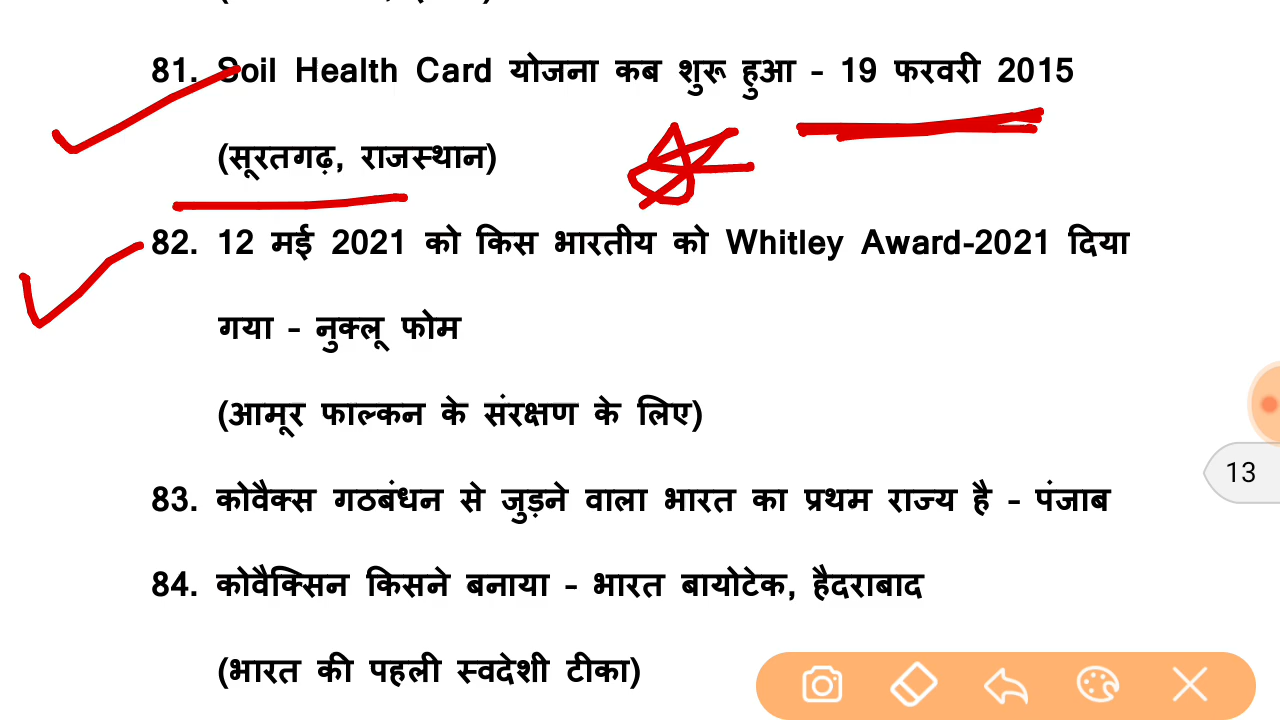 81. Soil Health Card योजना कब शुरू हुआ – 19 फरवरी 2015
(सूरतगढ़, राजस्थान)
82. 12 मई 2021 को किस भारतीय को Whitley Award-2021 दिया
गया – नुक्लू फोम
(आमूर फाल्कन के संरक्षण के लिए)
13
83. कोवैक्स गठबंधन से जुड़ने वाला भारत का प्रथम राज्य है – पंजाब
84. कोवैक्सिन किसने बनाया – भारत बायोटेक, हैदराबाद
(भारत की पहली स्वदेशी टीका)